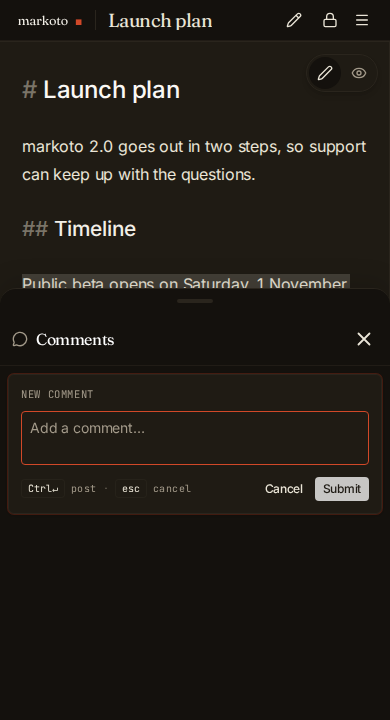 markoto
Launch plan
# Launch plan
markoto 2.0 goes out in two steps, so support
can keep up with the questions.
## Timeline
Public beta opens on Saturday, 1 November
Comments
NEW COMMENT
Add a comment...
Ctrl↵ post · esc cancel
Cancel
Submit